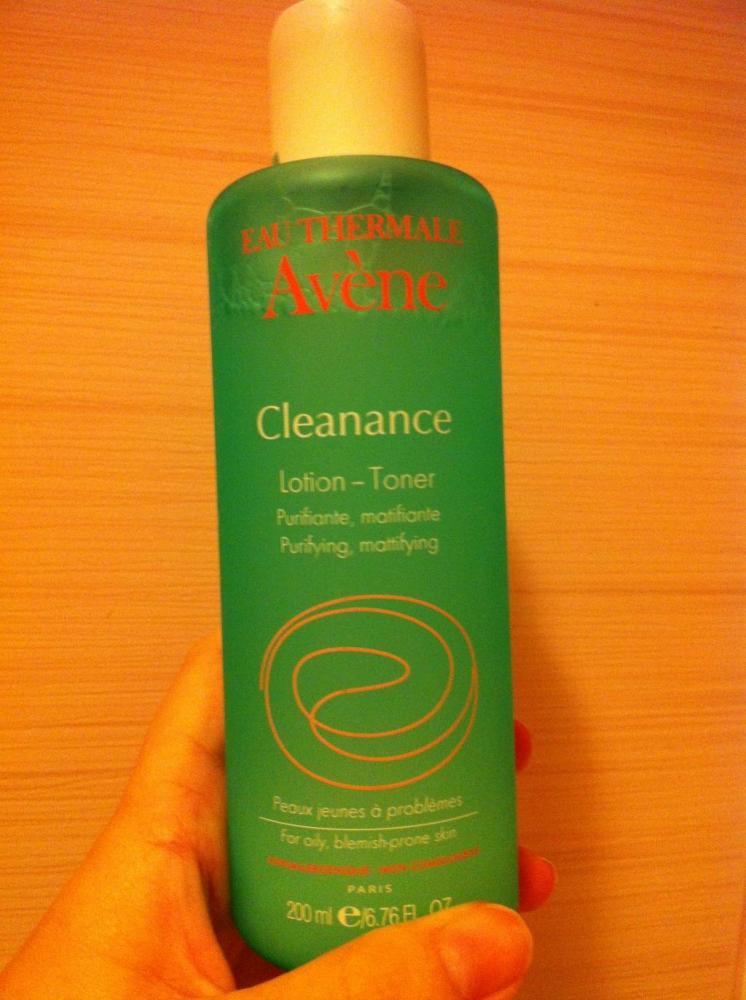 EAU THERMALE
Avène
Cleanance
Lotion – Toner
Purifiante, matifiante
Purifying, mattifying
Peaux jeunes à problèmes
For oily, blemish-prone skin
PARIS
200 ml e/6.76 FL. OZ